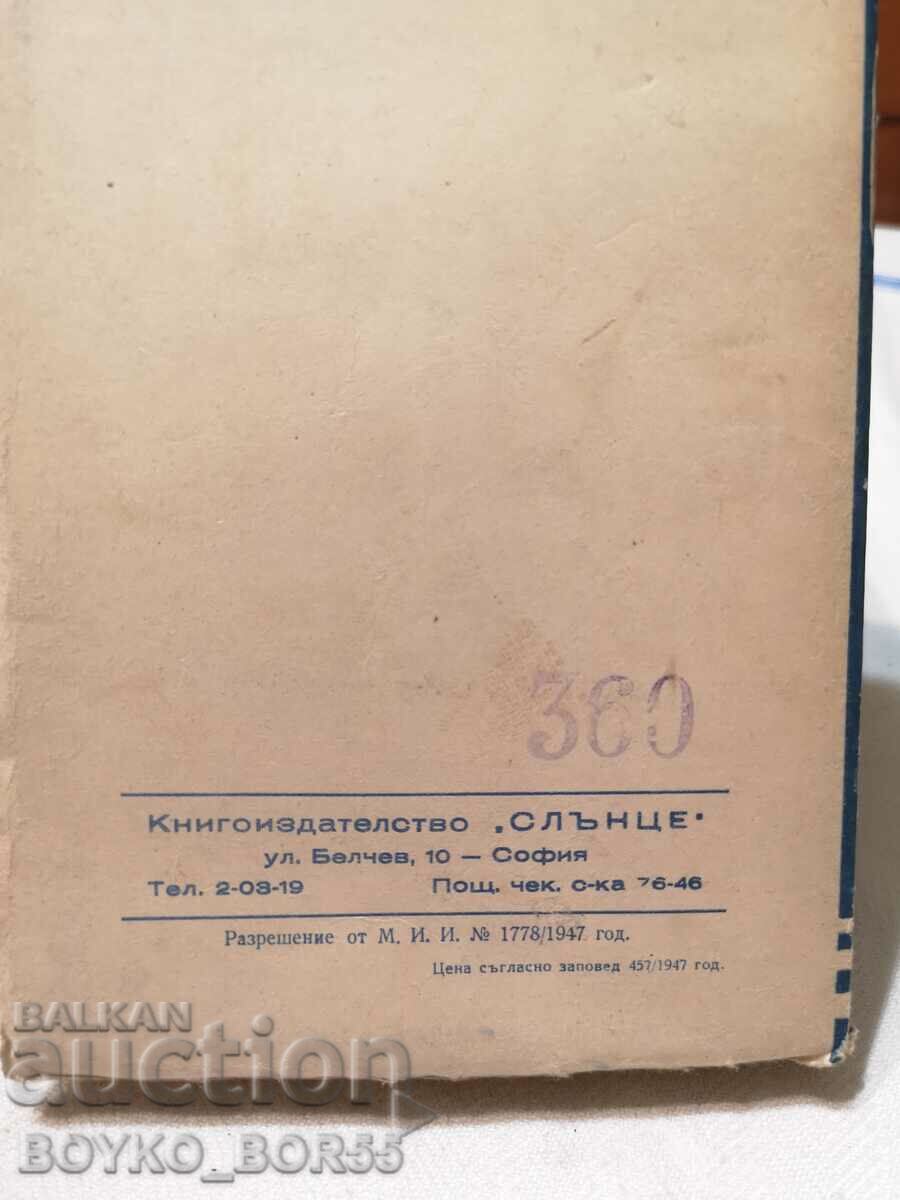 360
Книгоиздателство „СЛЪНЦЕ"
ул. Белчев, 10 — София
Тел. 2-03-19 Пощ. чек. с-ка 76-46
Разрешение от М. И. И. № 1778/1947 год.
Цена съгласно заповед 457/1947 год.
BALKAN
auction
BOYKO_BOR55